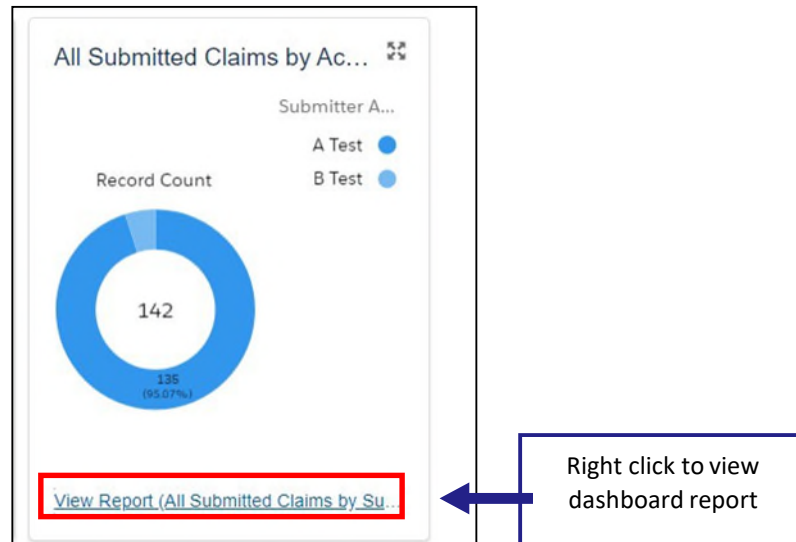 All Submitted Claims by Ac...
Submitter A...
A Test
B Test
Record Count
142
135
(95.07%)
View Report (All Submitted Claims by Su...
Right click to view
dashboard report